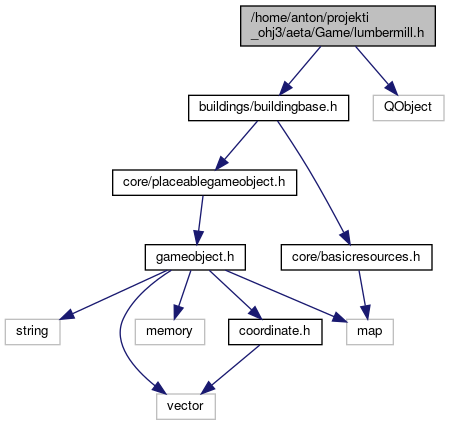 /home/anton/projekti
_ohj3/aeta/Game/lumbermill.h
buildings/buildingbase.h
QObject
core/placeablegameobject.h
gameobject.h
core/basicresources.h
string
memory
coordinate.h
map
vector